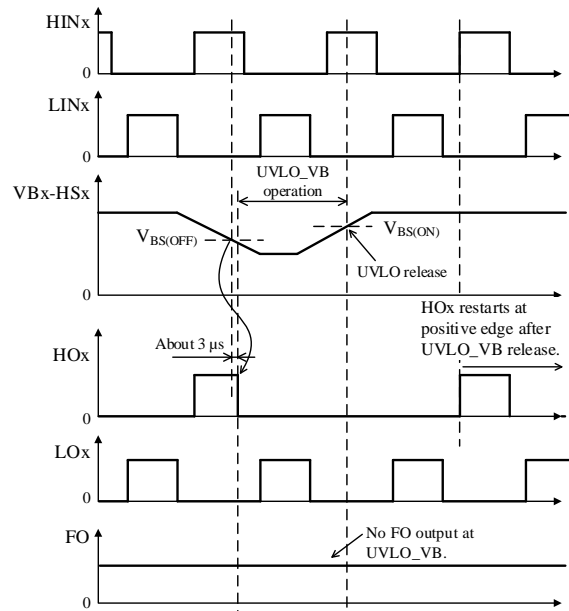 HINx
0
LINx
0
UVLO_VB
operation
VBx-HSx
VBS(OFF)
VBS(ON)
UVLO release
0
HOx restarts at
positive edge after
UVLO_VB release.
HOx
About 3 µs
0
LOx
0
FO
No FO output at
UVLO_VB.
0